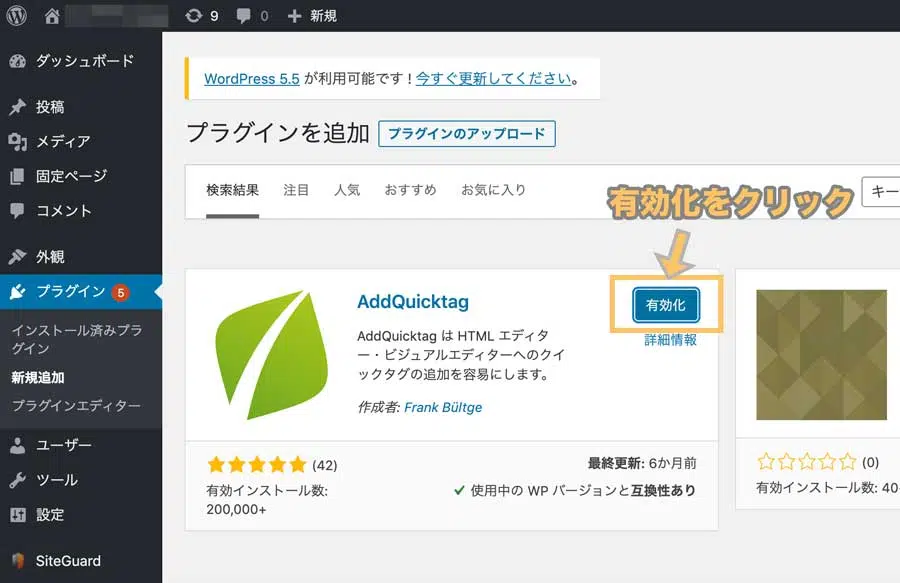 9 0 新規
ダッシュボード
投稿
メディア
固定ページ
コメント
外観
プラグイン 5
インストール済みプラ
グイン
新規追加
プラグインエディター
ユーザー
ツール
設定
SiteGuard
WordPress 5.5 が利用可能です ! 今すぐ更新してください。
プラグインを追加 プラグインのアップロード
検索結果 注目 人気 おすすめ お気に入り
キー
有効化をクリック
AddQuicktag
有効化
詳細情報
AddQuicktag は HTML エディタ
ー・ビジュアルエディターへのクイ
ックタグの追加を容易にします。
作成者: Frank Bültge
(42)
有効インストール数:
200,000+
最終更新: 6か月前
使用中の WP バージョンと互換性あり
(0)
有効インストール数: 40